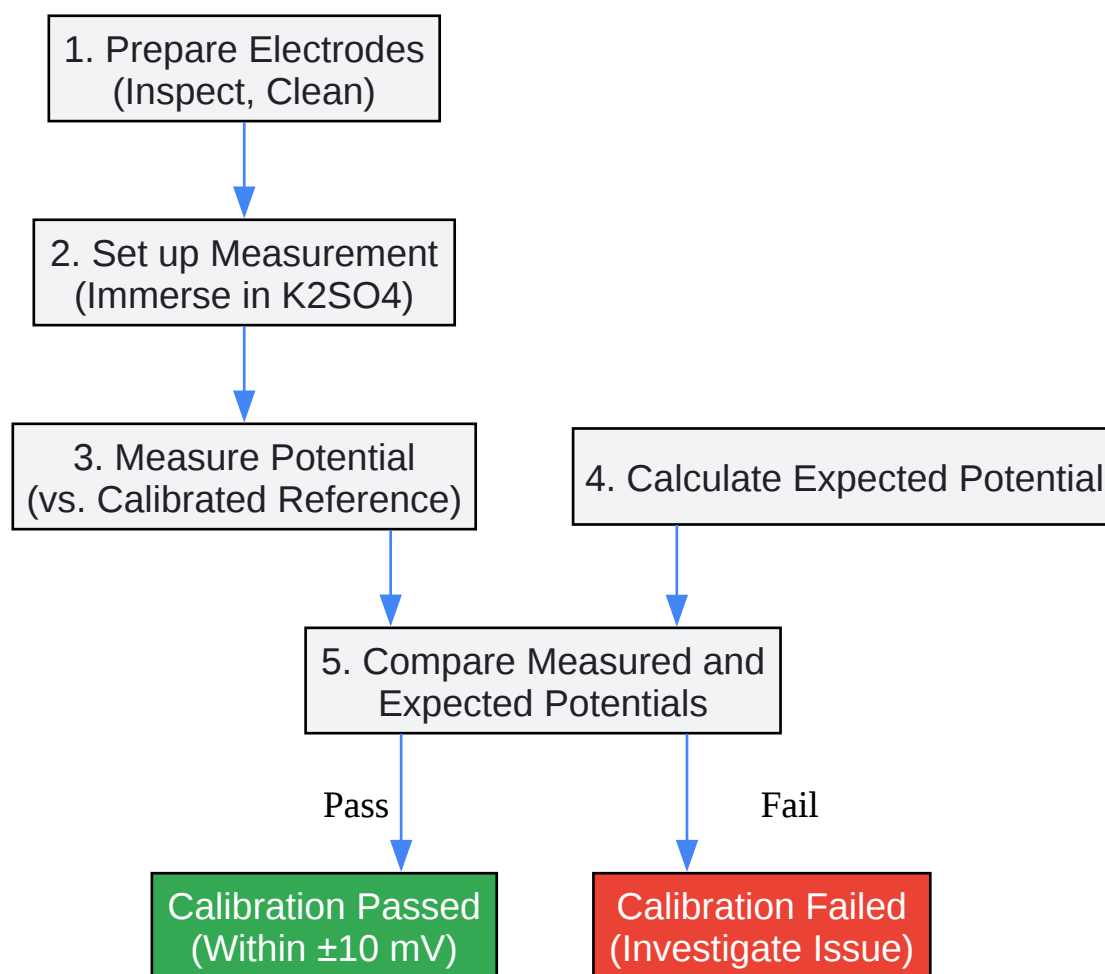 1. Prepare Electrodes
(Inspect, Clean)
2. Set up Measurement
(Immerse in K2SO4)
3. Measure Potential
(vs. Calibrated Reference)
4. Calculate Expected Potential
5. Compare Measured and
Expected Potentials
Pass
Fail
Calibration Passed
(Within ±10 mV)
Calibration Failed
(Investigate Issue)